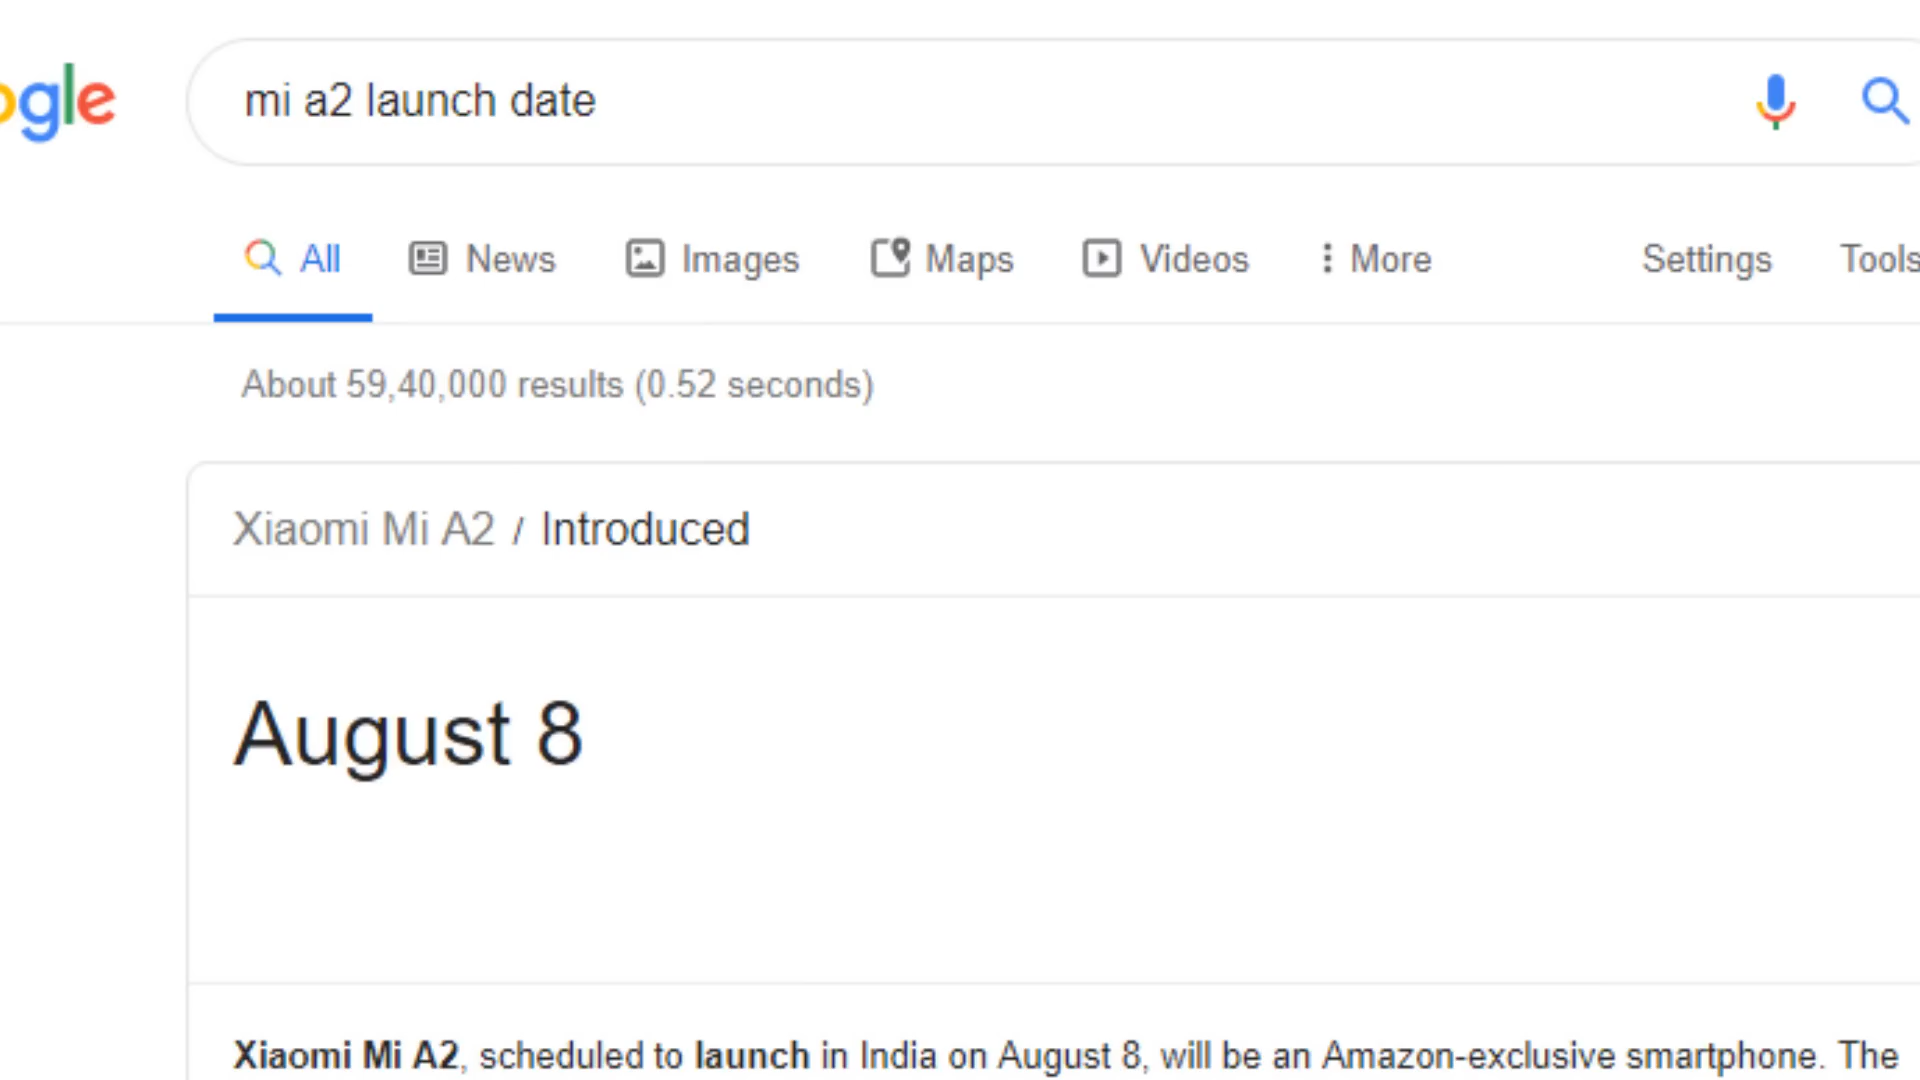 ogle
mi a2 launch date
All News Images Maps Videos More Settings Tools
About 59,40,000 results (0.52 seconds)
Xiaomi Mi A2 / Introduced
August 8
Xiaomi Mi A2, scheduled to launch in India on August 8, will be an Amazon-exclusive smartphone. The